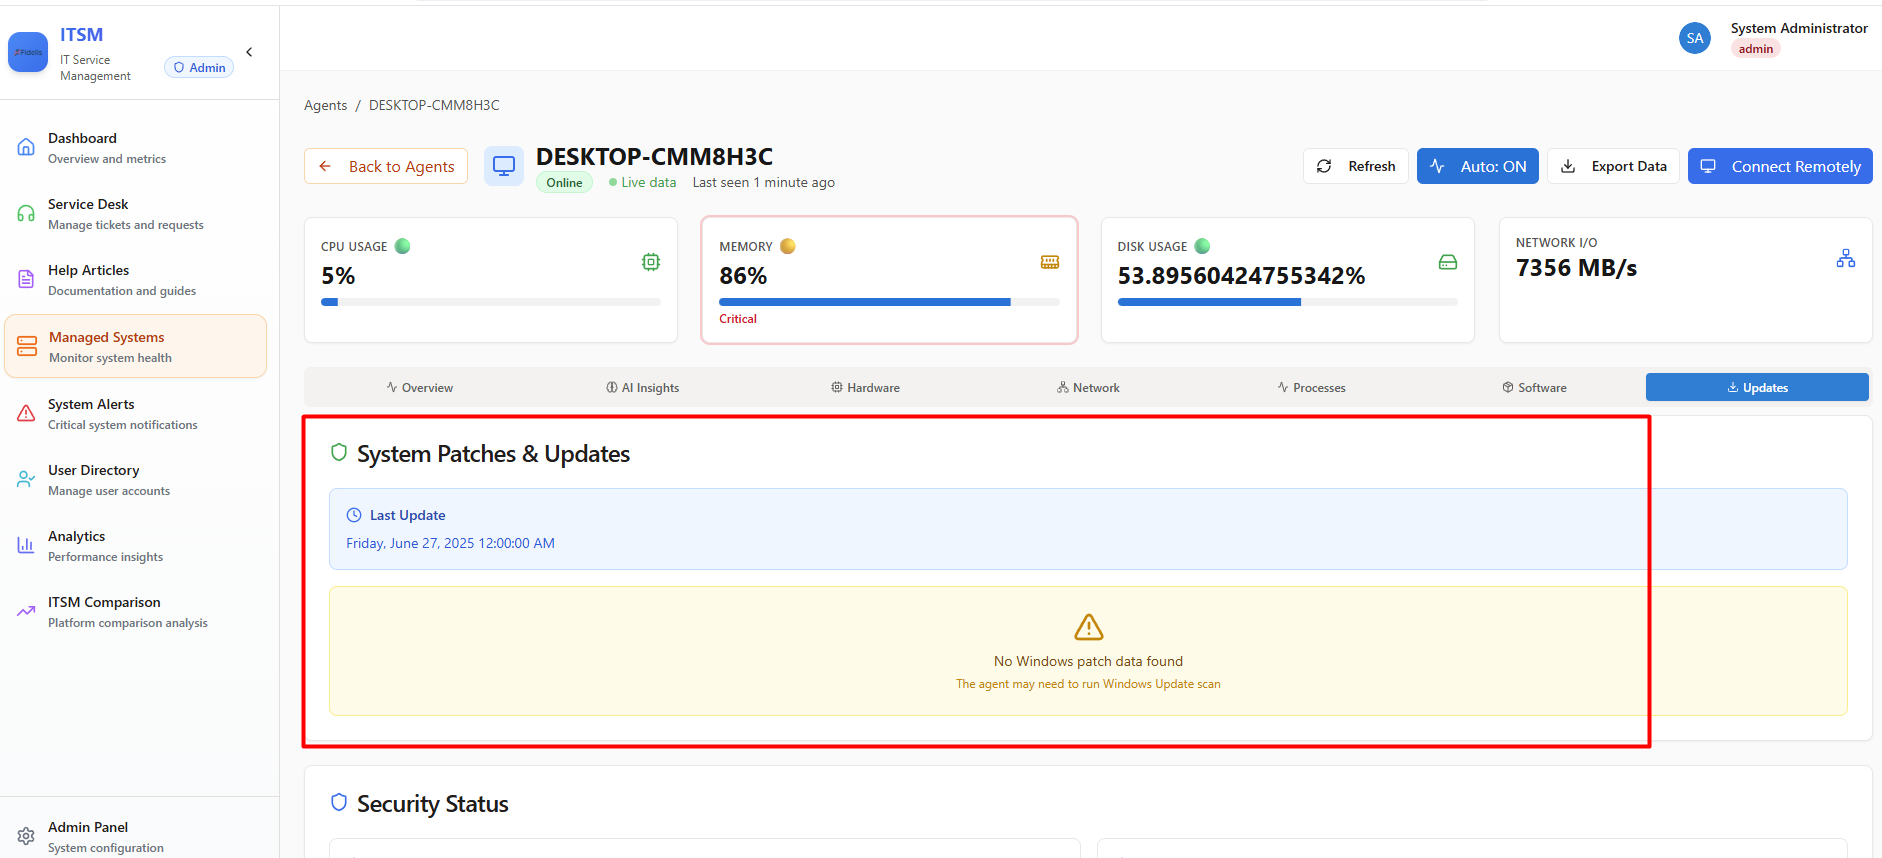 Fidelis
ITSM
IT Service
Management
Admin
SA
System Administrator
admin
Dashboard
Overview and metrics
Service Desk
Manage tickets and requests
Help Articles
Documentation and guides
Managed Systems
Monitor system health
System Alerts
Critical system notifications
User Directory
Manage user accounts
Analytics
Performance insights
ITSM Comparison
Platform comparison analysis
Admin Panel
System configuration
Agents / DESKTOP-CMM8H3C
Back to Agents
DESKTOP-CMM8H3C
Online Live data Last seen 1 minute ago
Refresh
Auto: ON
Export Data
Connect Remotely
CPU USAGE
5%
MEMORY
86%
Critical
DISK USAGE
53.89560424755342%
NETWORK I/O
7356 MB/s
Overview AI Insights Hardware Network Processes Software Updates
System Patches & Updates
Last Update
Friday, June 27, 2025 12:00:00 AM
No Windows patch data found
The agent may need to run Windows Update scan
Security Status